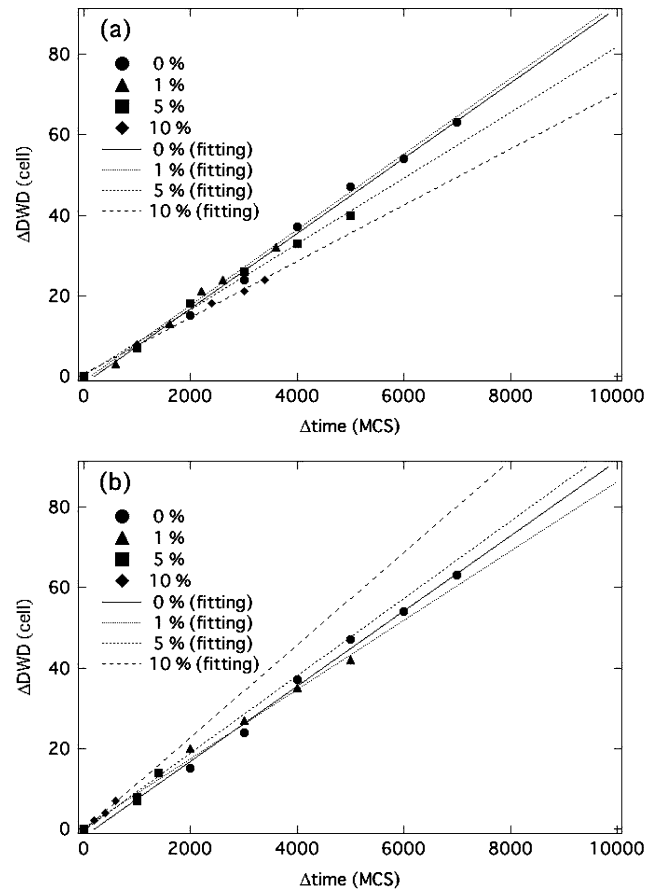 (a)
0 %
1 %
5 %
10 %
0 % (fitting)
1 % (fitting)
5 % (fitting)
10 % (fitting)
80
60
40
20
0
ΔDWD (cell)
0 2000 4000 6000 8000 10000
Δtime (MCS)
(b)
0 %
1 %
5 %
10 %
0 % (fitting)
1 % (fitting)
5 % (fitting)
10 % (fitting)
80
60
40
20
0
ΔDWD (cell)
0 2000 4000 6000 8000 10000
Δtime (MCS)